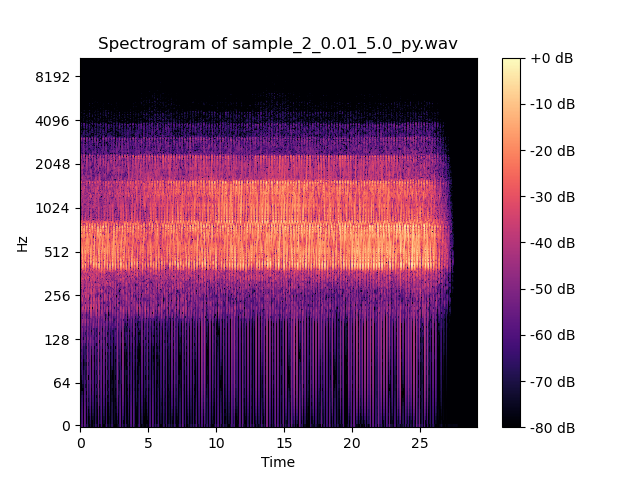 Spectrogram of sample_2_0.01_5.0_py.wav
8192
4096
2048
1024
512
256
128
64
0
Hz
0 5 10 15 20 25
Time
+0 dB
-10 dB
-20 dB
-30 dB
-40 dB
-50 dB
-60 dB
-70 dB
-80 dB